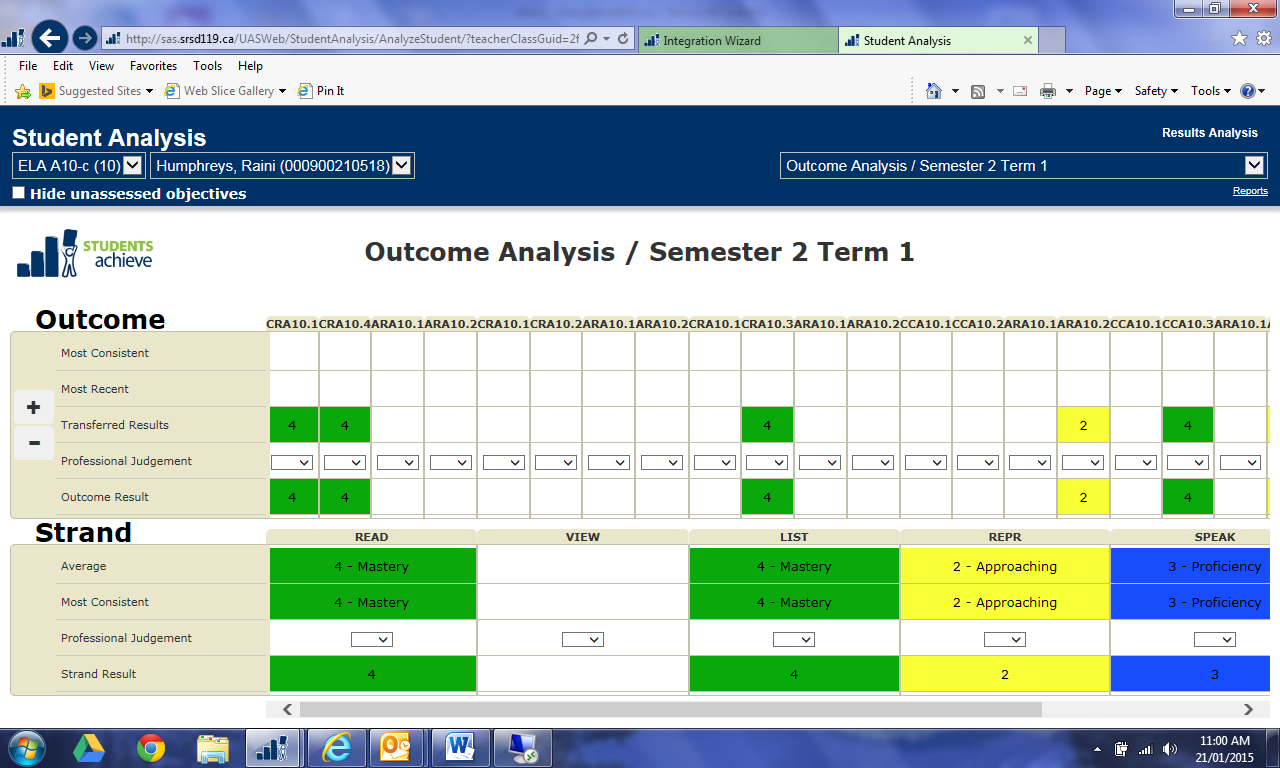 http://sas.srsd119.ca/UASWeb/StudentAnalysis/AnalyzeStudent/?teacherClassGuid=2f
Integration Wizard
Student Analysis
File Edit View Favorites Tools Help
Suggested Sites Web Slice Gallery Pin It
Page Safety Tools
Student Analysis
Results Analysis
ELA A10-c (10) Humphreys, Raini (000900210518) Outcome Analysis / Semester 2 Term 1
Hide unassessed objectives
Reports
STUDENTS
achieve
Outcome Analysis / Semester 2 Term 1
Outcome
CRA10.1 CRA10.4 ARA10.1 ARA10.2 CRA10.1 CRA10.2 ARA10.1 ARA10.2 CRA10.1 CRA10.3 ARA10.1 ARA10.2 CCA10.1 CCA10.2 ARA10.1 ARA10.2 CCA10.1 CCA10.3 ARA10.1
Most Consistent
Most Recent
+
Transferred Results 4 4 4 2 4
-
Professional Judgement
Outcome Result 4 4 4 2 4
Strand
READ VIEW LIST REPR SPEAK
Average 4 - Mastery 4 - Mastery 2 - Approaching 3 - Proficiency
Most Consistent 4 - Mastery 4 - Mastery 2 - Approaching 3 - Proficiency
Professional Judgement
Strand Result 4 4 2 3
11:00 AM
21/01/2015